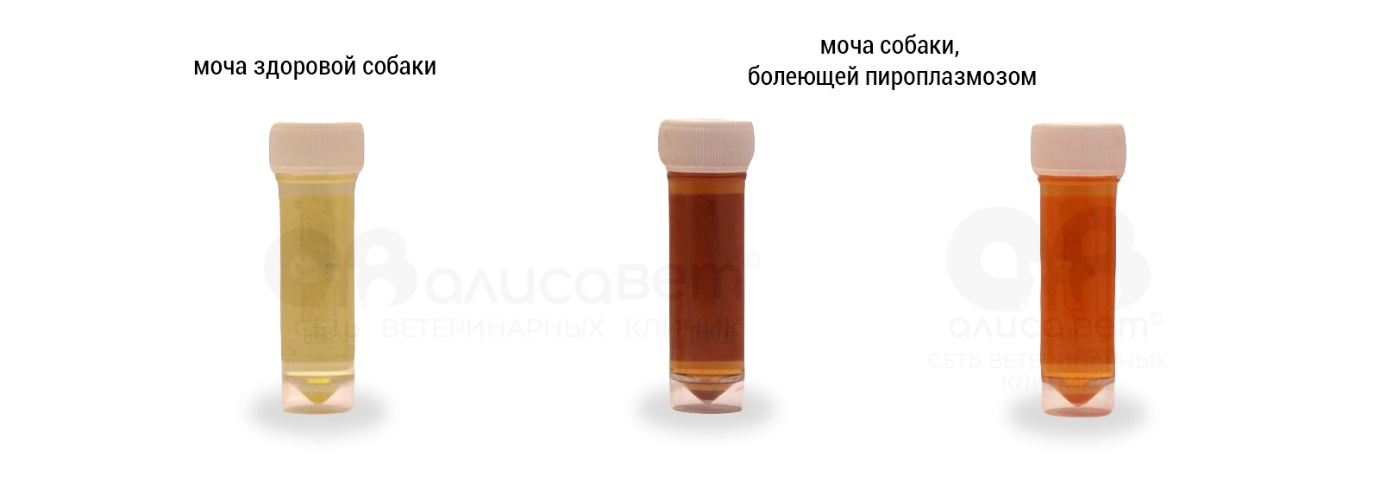 моча здоровой собаки
моча собаки,
болеющей пироплазмозом
алисавет©
СЕТЬ ВЕТЕРИНАРНЫХ КЛИНИК
алисавет©
СЕТЬ ВЕТЕРИНАРНЫХ
КЛИНИК